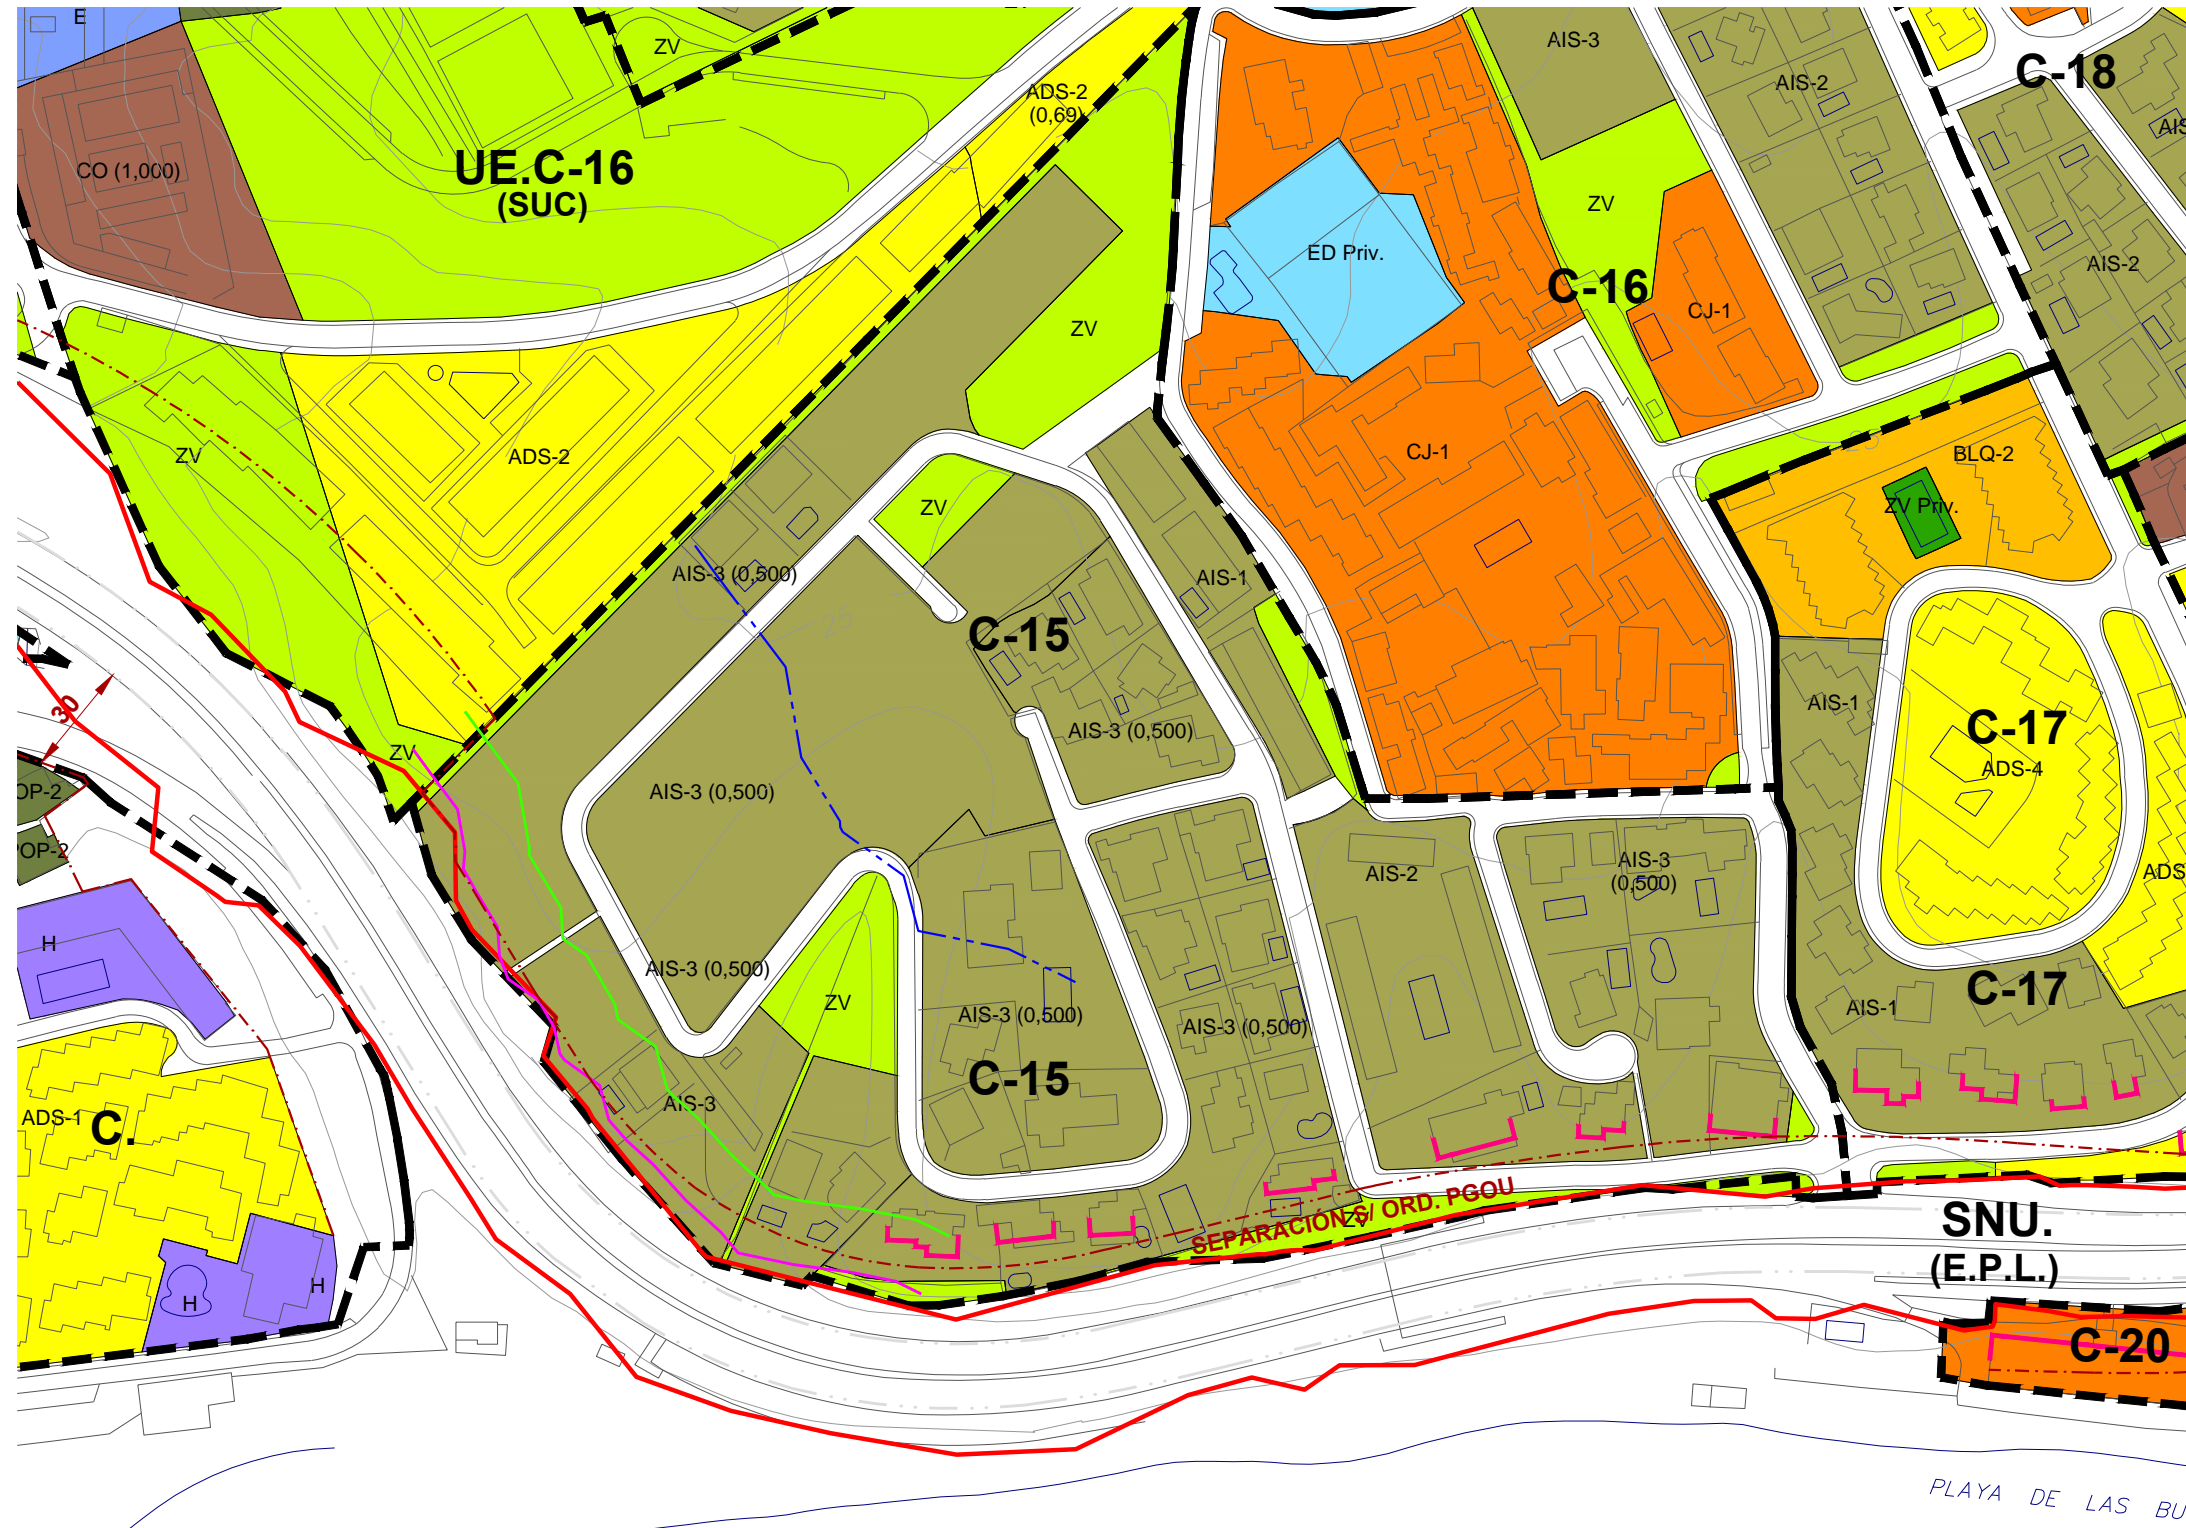 E
ZV
AIS-3
AIS-2
C-18
ADS-2
(0,69)
CO (1,000)
UE.C-16
(SUC)
ZV
ED Priv.
AIS-2
C-16
CJ-1
ZV
ZV
ADS-2
CJ-1
BLQ-2
ZV
ZV Priv.
AIS-3 (0,500)
AIS-1
25
C-15
30
AIS-3 (0,500)
AIS-1
C-17
ADS-4
ZV
AIS-3 (0,500)
OP-2
OP-2
AIS-2
AIS-3
(0,500)
ADS
H
AIS-3 (0,500)
ZV
AIS-3 (0,500)
AIS-3 (0,500)
C-17
AIS-1
C-15
AIS-3
ADS-1
C.
SEPARACIÓN S/ ORD. PGOU
ZV
SNU.
(E.P.L.)
H
H
C-20
PLAYA DE LAS BU